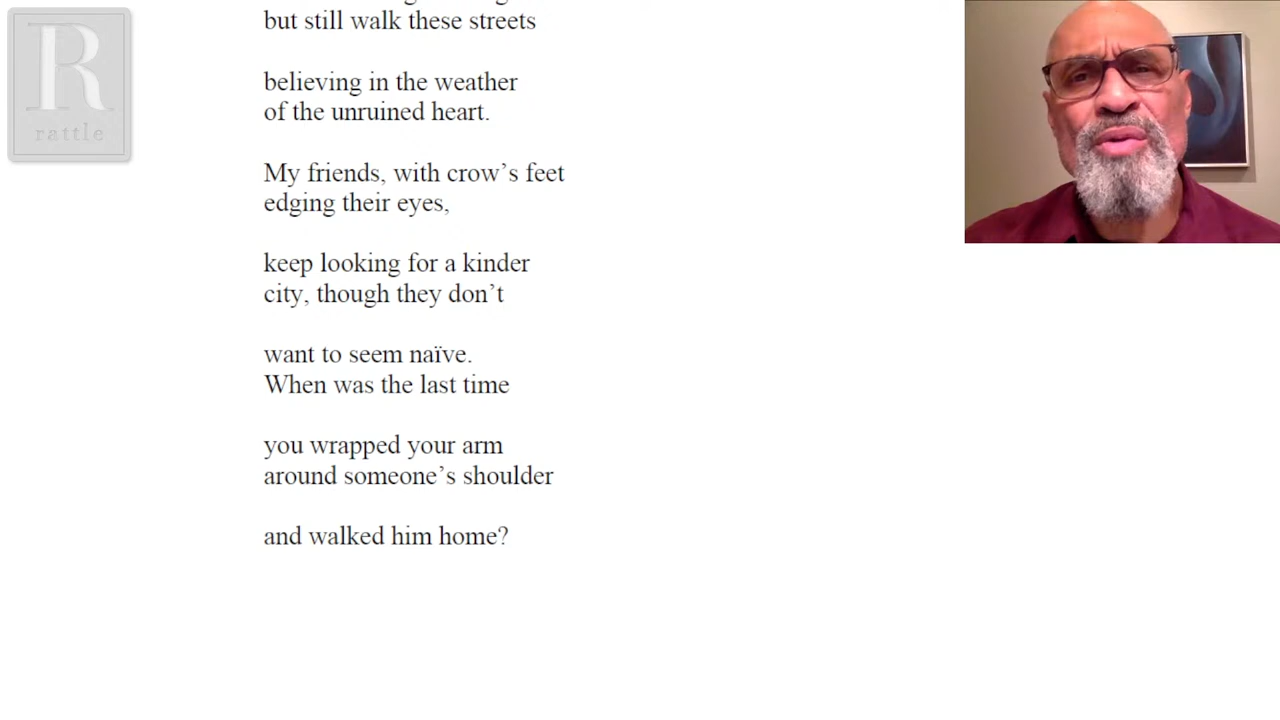 R
rattle
but still walk these streets
believing in the weather
of the unruined heart.
My friends, with crow’s feet
edging their eyes,
keep looking for a kinder
city, though they don’t
want to seem naïve.
When was the last time
you wrapped your arm
around someone’s shoulder
and walked him home?